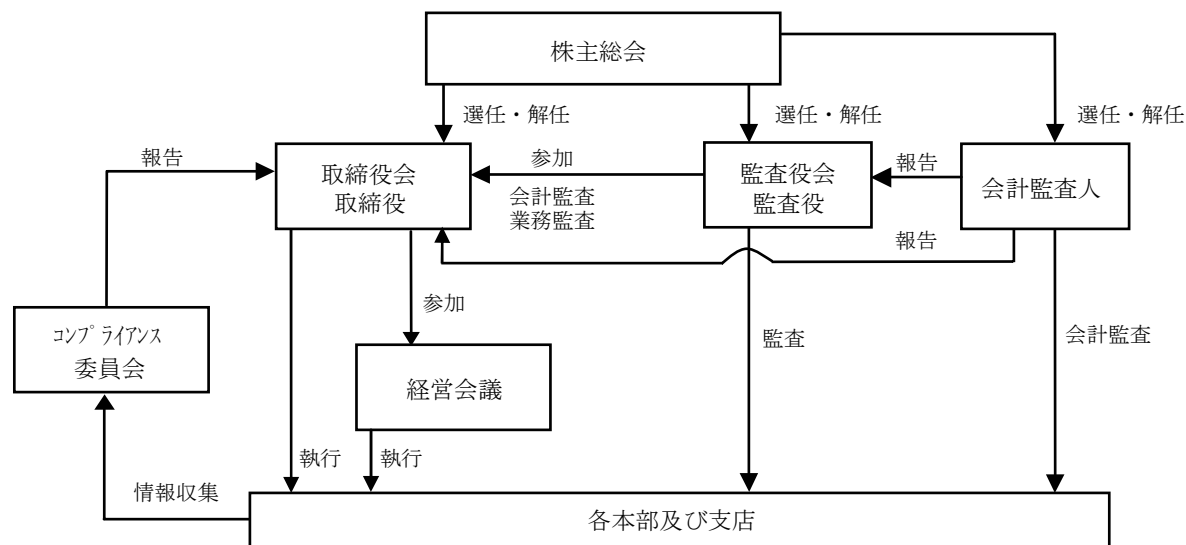 株主総会
選任・解任
選任・解任
選任・解任
報告
取締役会
取締役
参加
会計監査
業務監査
監査役会
監査役
報告
会計監査人
報告
参加
ｺﾝﾌﾟﾗｲｱﾝｽ
委員会
監査
会計監査
経営会議
執行
執行
情報収集
各本部及び支店